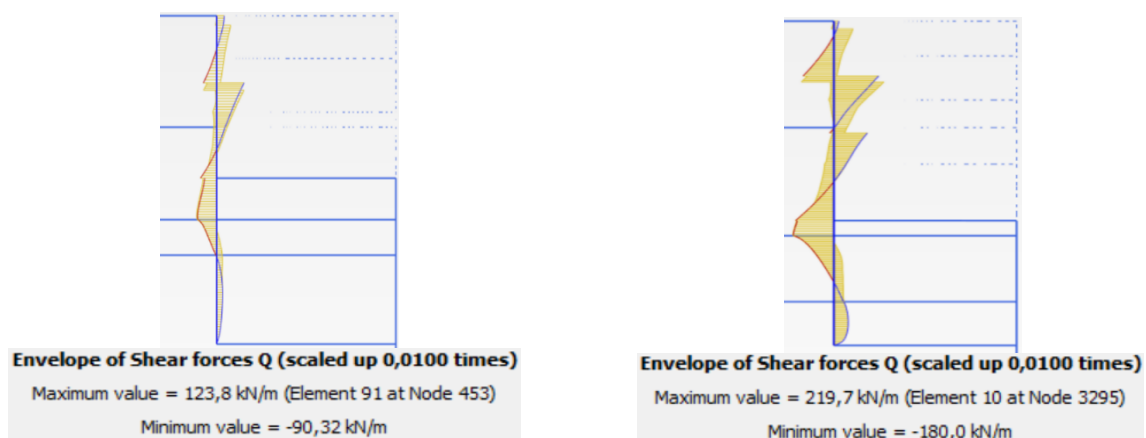 Envelope of Shear forces Q (scaled up 0,0100 times)
Maximum value = 123,8 kN/m (Element 91 at Node 453)
Minimum value = -90,32 kN/m
Envelope of Shear forces Q (scaled up 0,0100 times)
Maximum value = 219,7 kN/m (Element 10 at Node 3295)
Minimum value = -180,0 kN/m